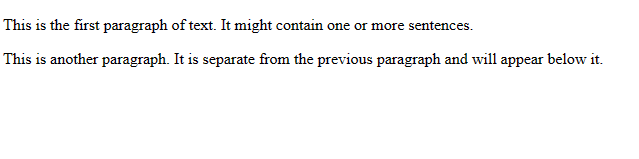 This is the first paragraph of text. It might contain one or more sentences.
This is another paragraph. It is separate from the previous paragraph and will appear below it.